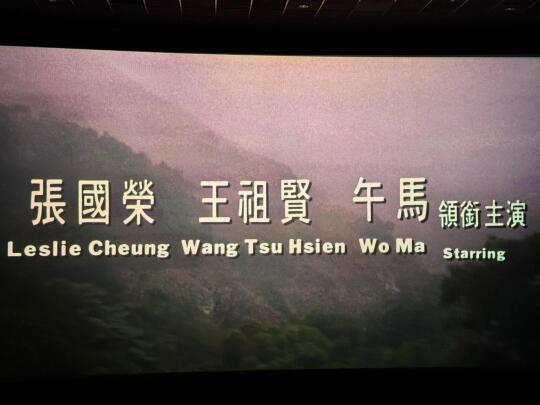 張國榮 王祖賢 午馬 領銜主演
Leslie Cheung Wang Tsu Hsien Wo Ma Starring